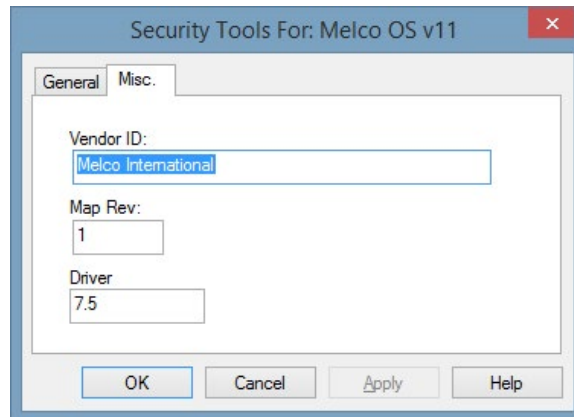 Security Tools For: Melco OS v11
General Misc.
Vendor ID:
Melco International
Map Rev:
1
Driver
7.5
OK Cancel Apply Help